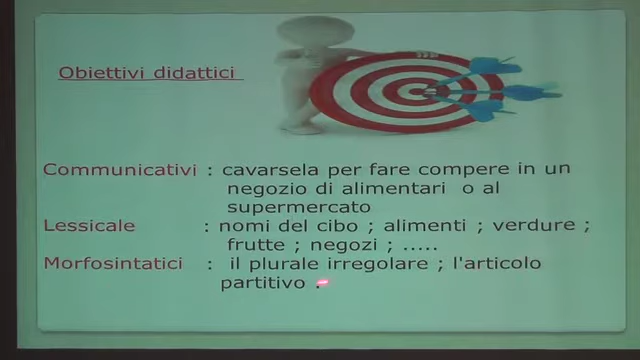 Obiettivi didattici
Communicativi : cavarsela per fare compere in un
negozio di alimentari o al
supermercato
Lessicale : nomi del cibo ; alimenti ; verdure ;
frutte ; negozi ; .....
Morfosintatici : il plurale irregolare ; l'articolo
partitivo .